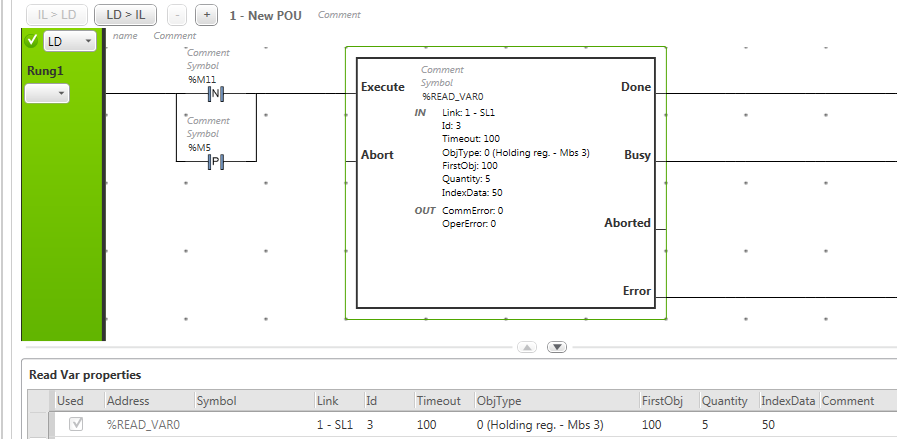 IL > LD LD > IL - + 1 - New POU Comment
LD name Comment
Rung1
Comment
Symbol
%M11
N
Comment
Symbol
%M5
P
Comment
Symbol
%READ_VAR0
Execute
Abort
IN Link: 1 - SL1
Id: 3
Timeout: 100
ObjType: 0 (Holding reg. - Mbs 3)
FirstObj: 100
Quantity: 5
IndexData: 50
OUT CommError: 0
OperError: 0
Done
Busy
Aborted
Error
Read Var properties
Used Address Symbol Link Id Timeout ObjType FirstObj Quantity IndexData Comment
%READ_VAR0 1 - SL1 3 100 0 (Holding reg. - Mbs 3) 100 5 50